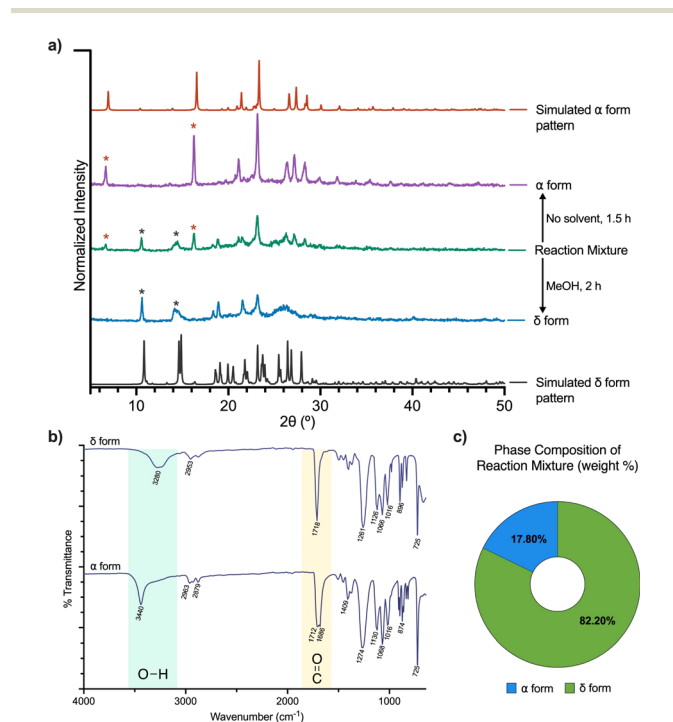 a)
Normalized Intensity
Simulated α form
pattern
*
*
α form
No solvent, 1.5 h
*
*
*
*
Reaction Mixture
MeOH, 2 h
*
*
δ form
Simulated δ form
pattern
10
20
30
40
50
2θ (°)
b)
δ form
3280
2953
1718
1261
1126
1066
1016
896
725
% Transmittance
α form
3440
2963
2879
1712
1686
1409
1274
1130
1068
1016
874
725
O–H
O
C
4000
3000
2000
1000
Wavenumber (cm⁻¹)
c)
Phase Composition of
Reaction Mixture (weight %)
17.80%
82.20%
α form
δ form